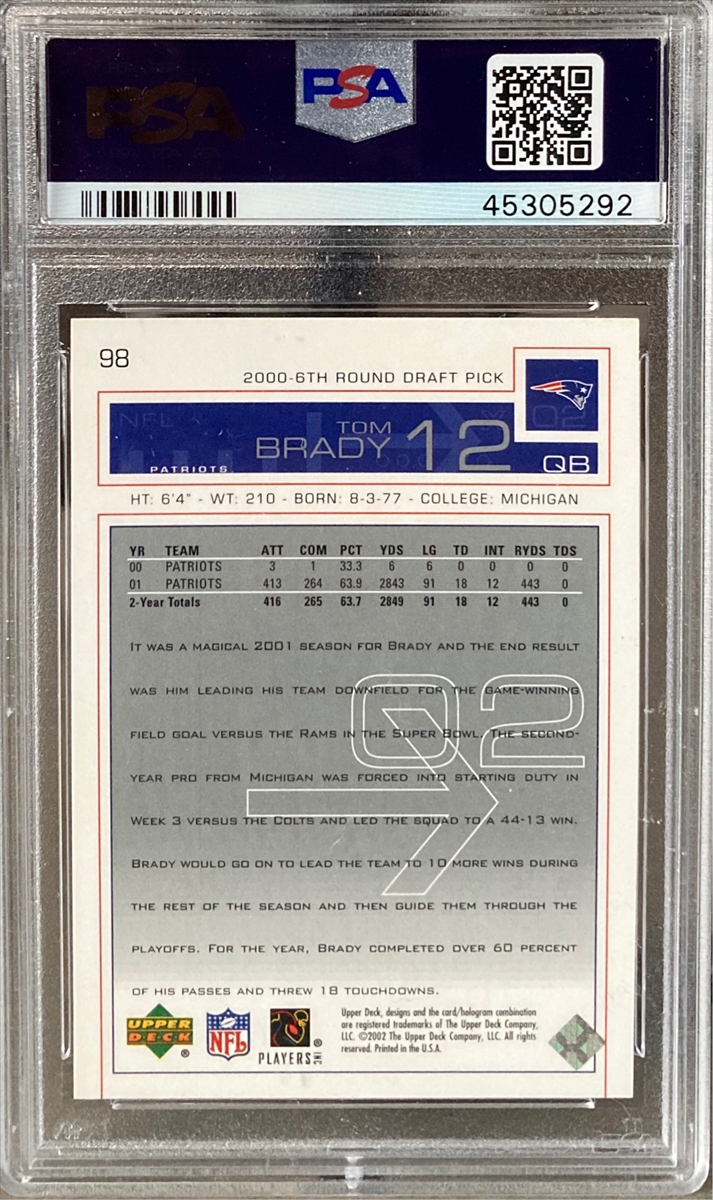 PSA
PSA
45305292
98
2000-6TH ROUND DRAFT PICK
NFL
02
TOM
BRADY 12
PATRIOTS
QB
HT: 6'4" - WT: 210 - BORN: 8-3-77 - COLLEGE: MICHIGAN
YR TEAM ATT COM PCT YDS LG TD INT RYDS TDS
00 PATRIOTS 3 1 33.3 6 6 0 0 0 0
01 PATRIOTS 413 264 63.9 2843 91 18 12 443 0
2-Year Totals 416 265 63.7 2849 91 18 12 443 0
IT WAS A MAGICAL 2001 SEASON FOR BRADY AND THE END RESULT
WAS HIM LEADING HIS TEAM DOWNFIELD FOR THE GAME-WINNING
FIELD GOAL VERSUS THE RAMS IN THE SUPER BOWL. THE SECOND-
YEAR PRO FROM MICHIGAN WAS FORCED INTO STARTING DUTY IN
WEEK 3 VERSUS THE COLTS AND LED THE SQUAD TO A 44-13 WIN.
BRADY WOULD GO ON TO LEAD THE TEAM TO 10 MORE WINS DURING
THE REST OF THE SEASON AND THEN GUIDE THEM THROUGH THE
PLAYOFFS. FOR THE YEAR, BRADY COMPLETED OVER 60 PERCENT
OF HIS PASSES AND THREW 18 TOUCHDOWNS.
02
UPPER
DECK
®
NFL
®
PLAYERS INC
®
Upper Deck, designs and the card/hologram combination
are registered trademarks of The Upper Deck Company,
LLC. ©2002 The Upper Deck Company, LLC. All rights
reserved. Printed in the U.S.A.